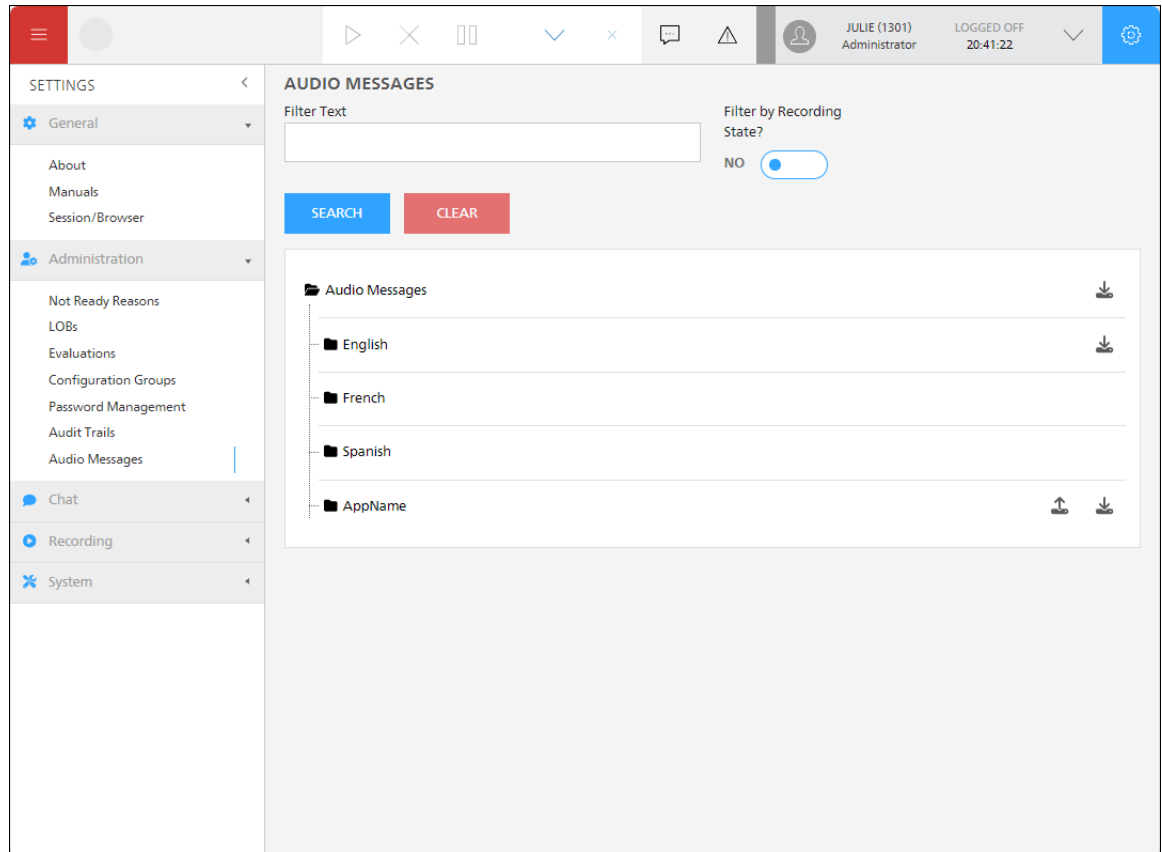 JULIE (1301)
Administrator
LOGGED OFF
20:41:22
SETTINGS
General
About
Manuals
Session/Browser
Administration
Not Ready Reasons
LOBs
Evaluations
Configuration Groups
Password Management
Audit Trails
Audio Messages
Chat
Recording
System
AUDIO MESSAGES
Filter Text
Filter by Recording
State?
NO
SEARCH
CLEAR
Audio Messages
English
French
Spanish
AppName